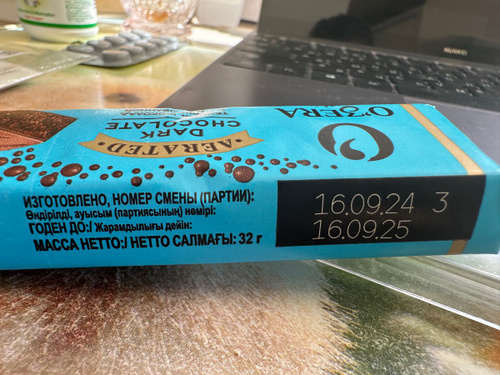 O'ZERA
AERATED
DARK
CHOCOLATE
ИЗГОТОВЛЕНО, НОМЕР СМЕНЫ (ПАРТИИ):
Өндірілді, ауысым (партиясының) нөмірі:
ГОДЕН ДО:/ Жарамдылығы дейін:
МАССА НЕТТО:/ НЕТТО САЛМАҒЫ: 32 г
16.09.24 3
16.09.25